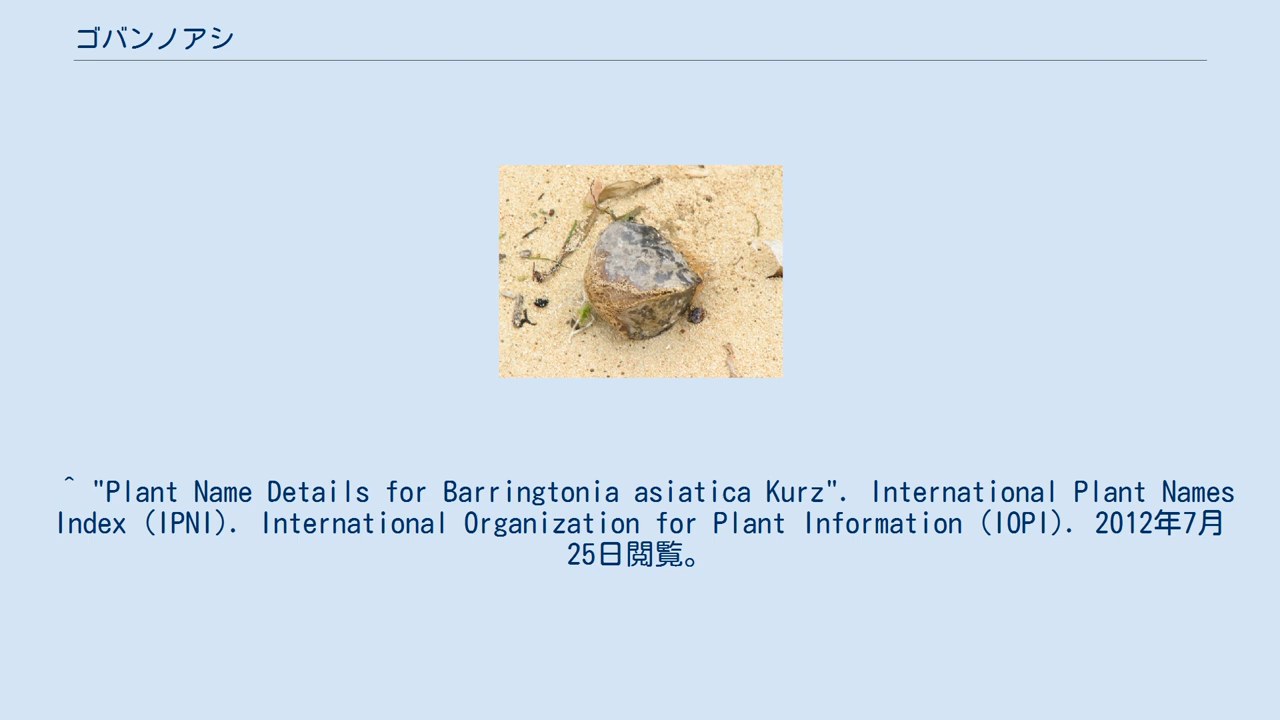 ゴバンノアシ
^ "Plant Name Details for Barringtonia asiatica Kurz". International Plant Names
Index (IPNI). International Organization for Plant Information (IOPI). 2012年7月
25日閲覧。